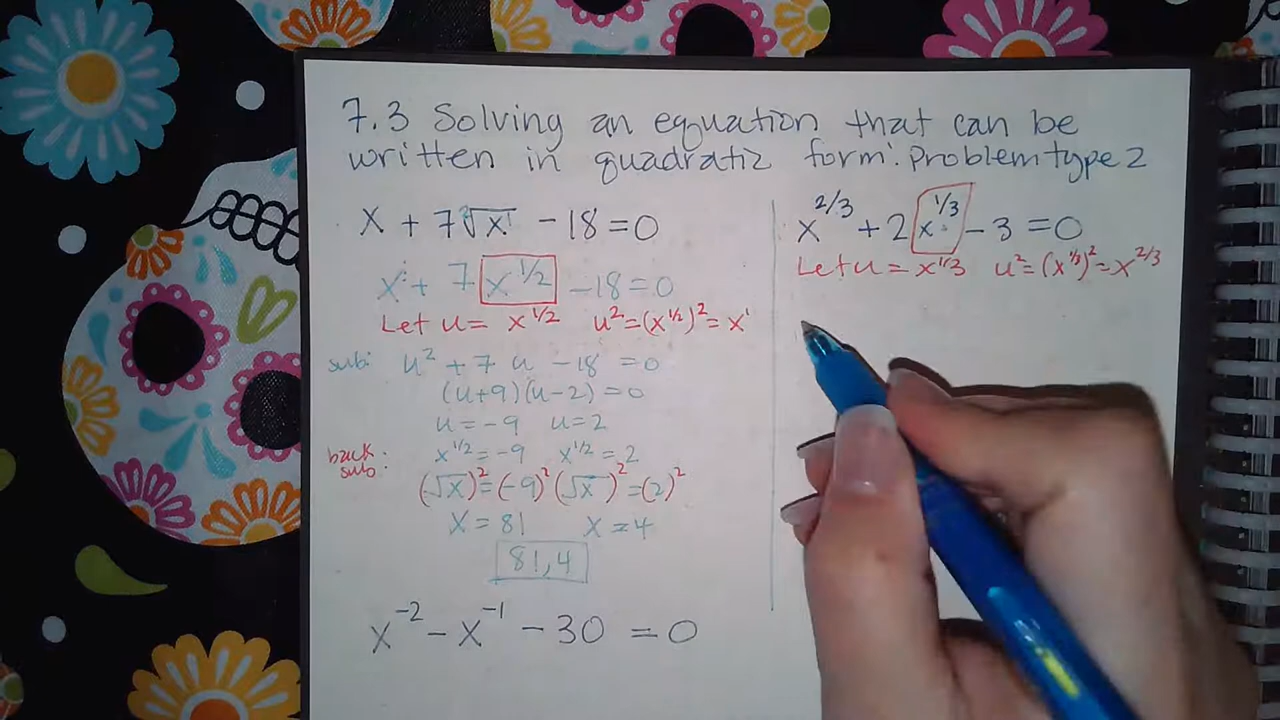 7.3 Solving an equation that can be
written in quadratic form: Problem type 2
x + 7√x - 18 = 0
x¹ + 7 x^1/2 - 18 = 0
Let u = x^1/2 u² = (x^1/2)² = x¹
sub: u² + 7 u - 18 = 0
(u+9)(u-2) = 0
u = -9 u = 2
back sub: x^1/2 = -9 x^1/2 = 2
(√x)² = (-9)² (√x)² = (2)²
x = 81 x = 4
81, 4
x^-2 - x^-1 - 30 = 0
x^2/3 + 2 x^1/3 - 3 = 0
Let u = x^1/3 u² = (x^1/3)² = x^2/3